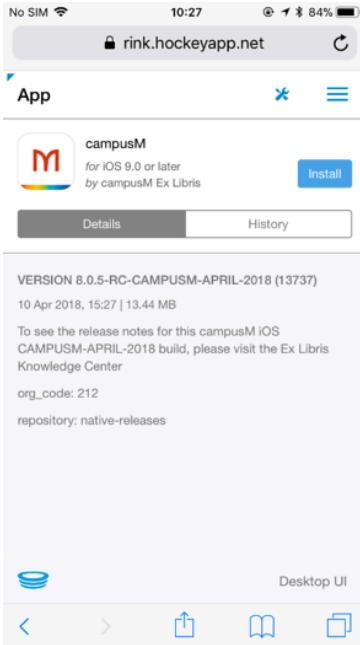 No SIM 10:27 84%
rink.hockeyapp.net
App
campusM
for iOS 9.0 or later
by campusM Ex Libris
Install
Details History
VERSION 8.0.5-RC-CAMPUSM-APRIL-2018 (13737)
10 Apr 2018, 15:27 | 13.44 MB
To see the release notes for this campusM iOS
CAMPUSM-APRIL-2018 build, please visit the Ex Libris
Knowledge Center
org_code: 212
repository: native-releases
Desktop UI